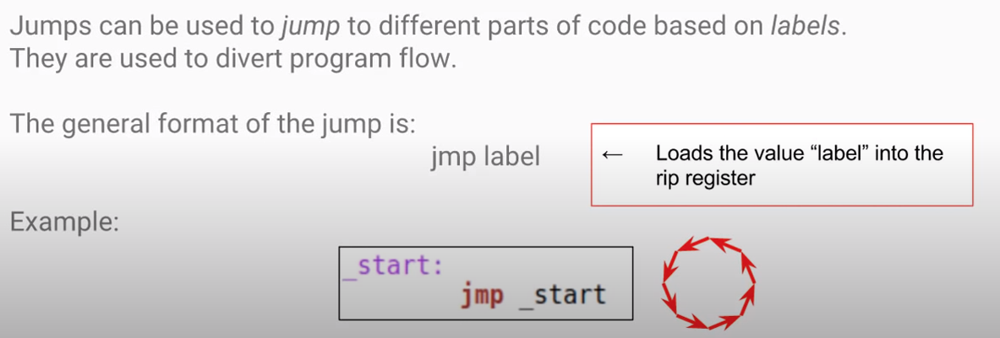 Jumps can be used to jump to different parts of code based on labels.
They are used to divert program flow.
The general format of the jump is:
jmp label
← Loads the value “label” into the
rip register
Example:
_start:
jmp _start